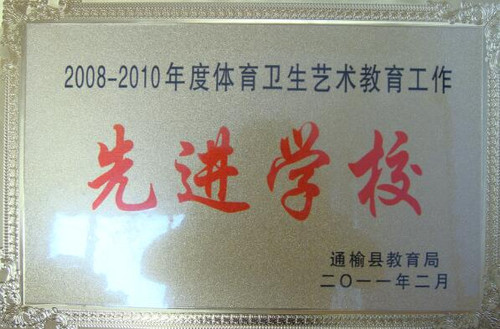 2008-2010年度体育卫生艺术教育工作
先进学校
通榆县教育局
二〇一一年二月